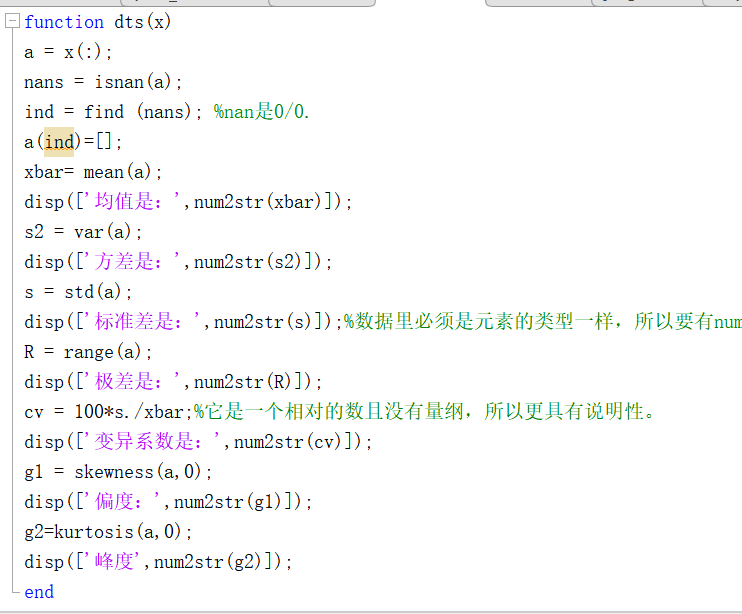 function dts(x)
a = x(:);
nans = isnan(a);
ind = find (nans); %nan是0/0.
a(ind)=[];
xbar= mean(a);
disp(['均值是：',num2str(xbar)]);
s2 = var(a);
disp(['方差是：',num2str(s2)]);
s = std(a);
disp(['标准差是：',num2str(s)]);%数据里必须是元素的类型一样，所以要有num
R = range(a);
disp(['极差是：',num2str(R)]);
cv = 100*s./xbar;%它是一个相对的数且没有量纲，所以更具有说明性。
disp(['变异系数是：',num2str(cv)]);
g1 = skewness(a,0);
disp(['偏度：',num2str(g1)]);
g2=kurtosis(a,0);
disp(['峰度',num2str(g2)]);
end